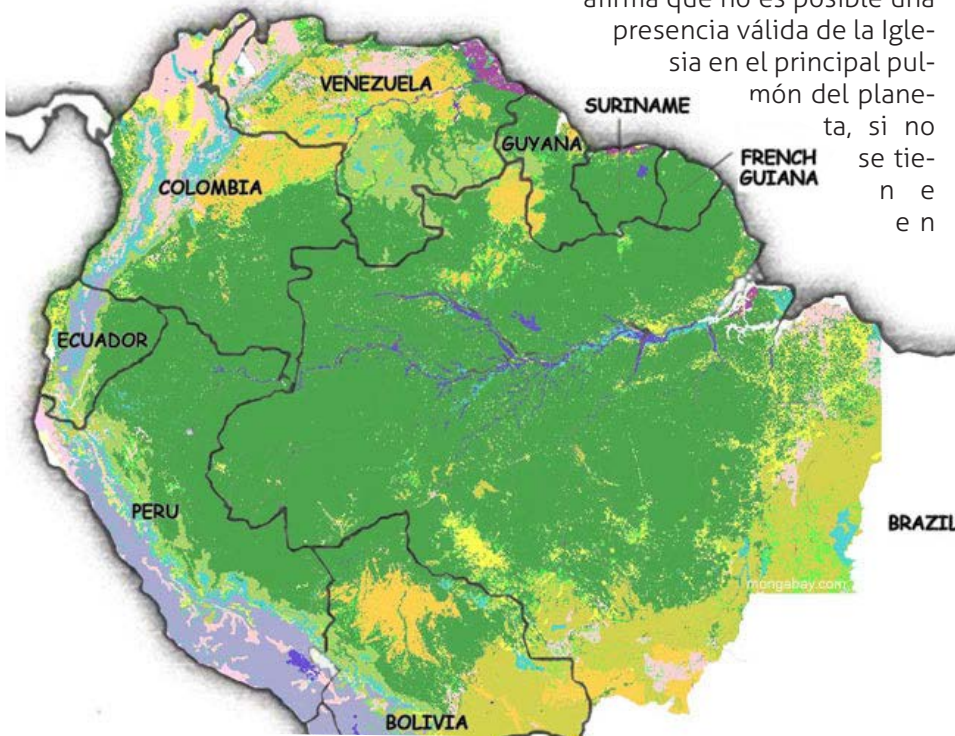 afirma que no es posible una
presencia válida de la Igle-
sia en el principal pul-
món del plane-
ta, si no
se tie-
n e
e n
VENEZUELA
SURINAME
GUYANA
FRENCH
GUIANA
COLOMBIA
ECUADOR
PERU
BRAZIL
mongabay.com
BOLIVIA